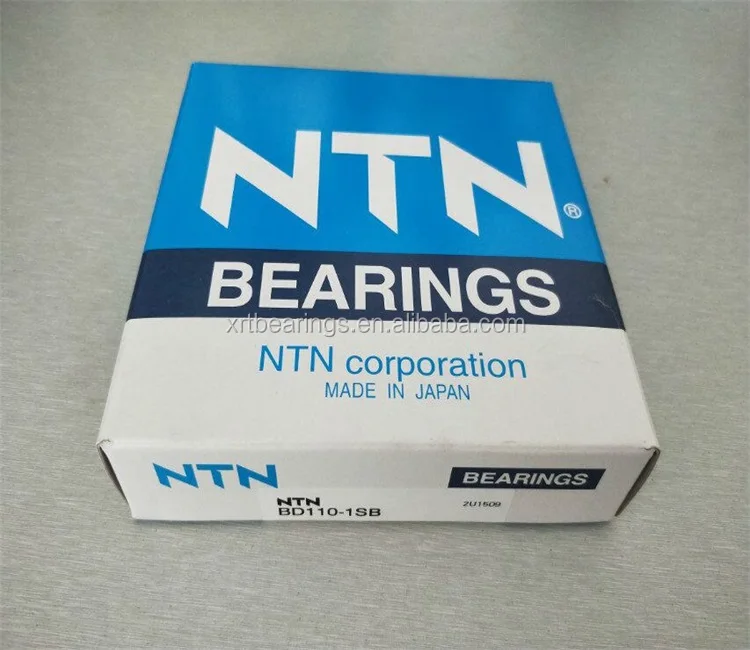 NTN®
BEARINGS
xrtbearings.en.alibaba.com
NTN corporation
MADE IN JAPAN
NTN
BEARINGS
NTN
BD110-1SB
2U1509